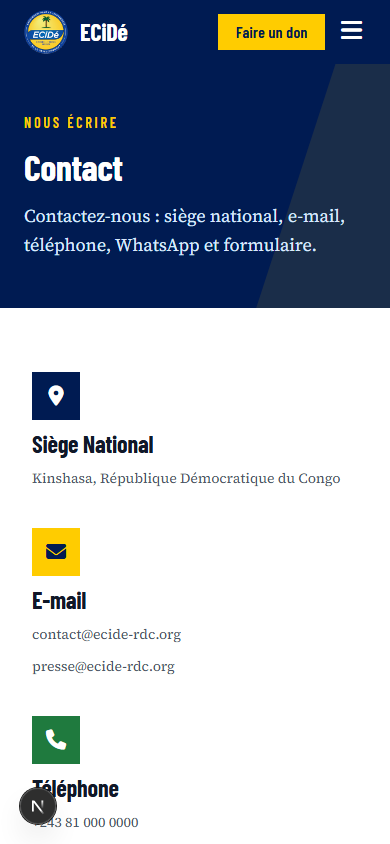 ECiDé
ECiDé
Faire un don
NOUS ÉCRIRE
Contact
Contactez-nous : siège national, e-mail,
téléphone, WhatsApp et formulaire.
Siège National
Kinshasa, République Démocratique du Congo
E-mail
contact@ecide-rdc.org
presse@ecide-rdc.org
Téléphone
N
243 81 000 0000